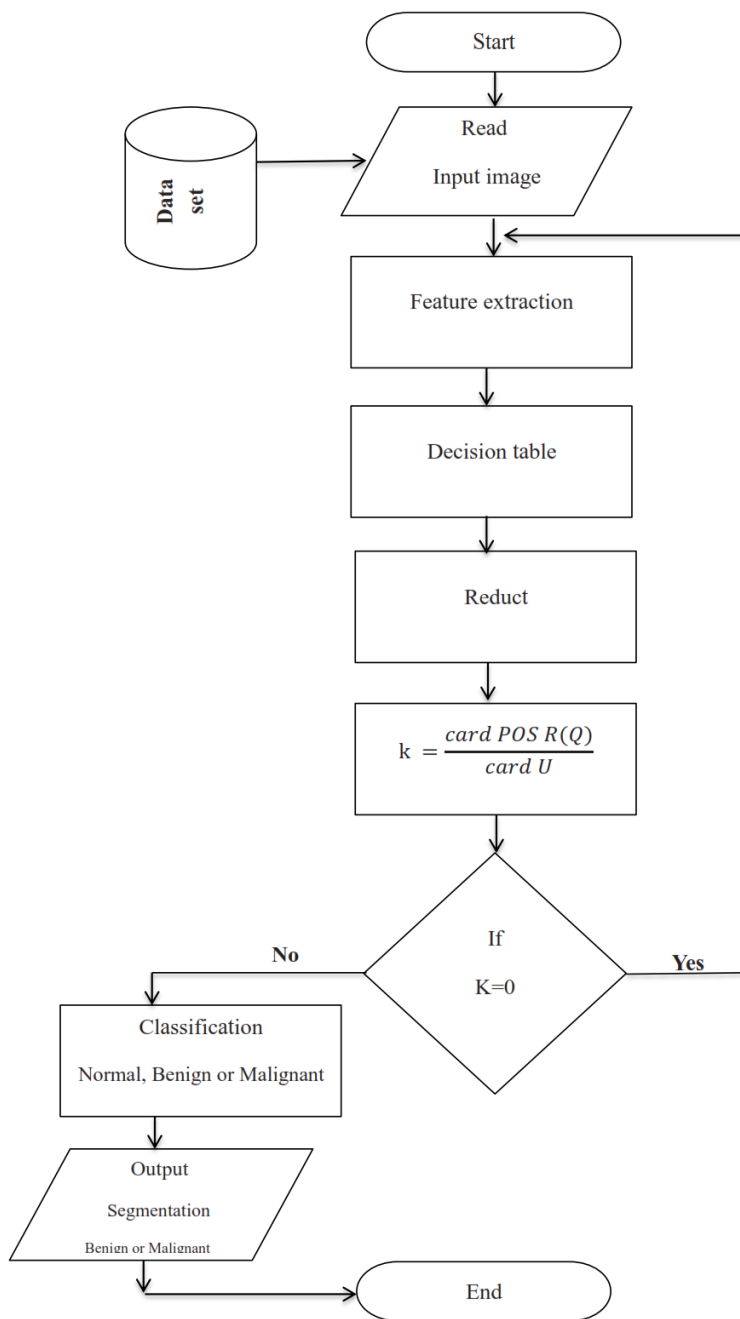 Start
Read
Input image
Data
set
Feature extraction
Decision table
Reduct
k = card POS R(Q) / card U
If
K=0
No
Yes
Classification
Normal, Benign or Malignant
Output
Segmentation
Benign or Malignant
End